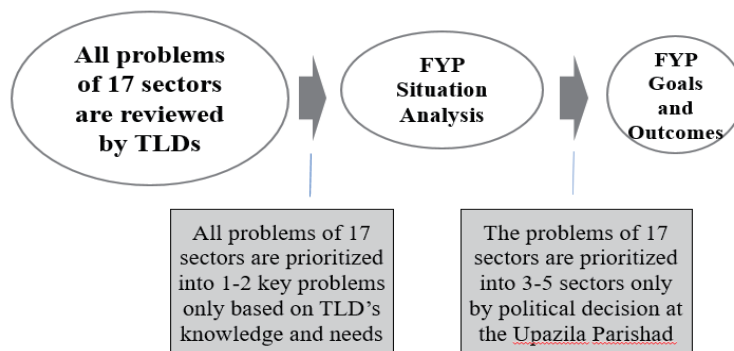 All problems
of 17 sectors
are reviewed
by TLDs
FYP
Situation
Analysis
FYP
Goals
and
Outcomes
All problems of 17
sectors are prioritized
into 1-2 key problems
only based on TLD's
knowledge and needs
The problems of 17
sectors are prioritized
into 3-5 sectors only
by political decision at
the Upazila Parishad